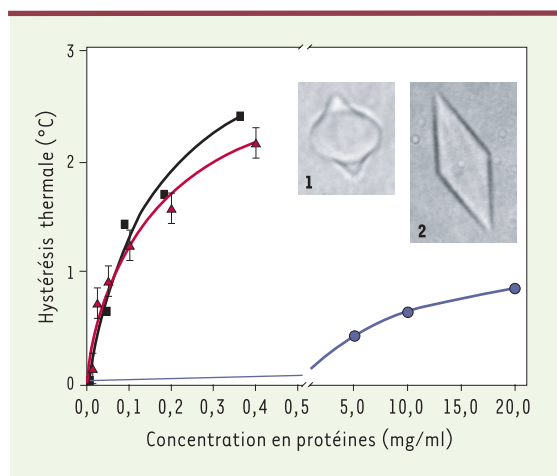 Hystérésis thermale (°C)
3
2
1
0
1
2
0,0 0,1 0,2 0,3 0,4 0,5 5,0 10,0 15,0 20,0
Concentration en protéines (mg/ml)